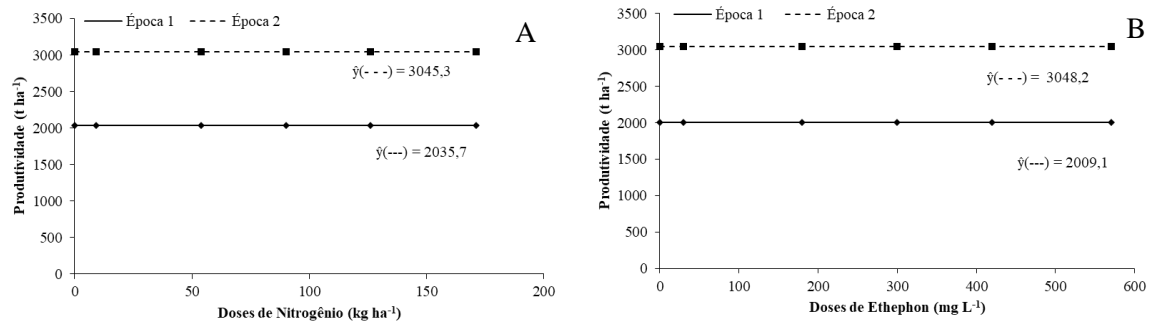 Época 1 Época 2
A
3500
3000
2500
2000
1500
1000
500
0
Produtividade (t ha⁻¹)
ŷ(- - -) = 3045,3
ŷ(---) = 2035,7
0 50 100 150 200
Doses de Nitrogênio (kg ha⁻¹)
Época 1 Época 2
B
3500
3000
2500
2000
1500
1000
500
0
Produtividade (t ha⁻¹)
ŷ(- - -) = 3048,2
ŷ(---) = 2009,1
0 100 200 300 400 500 600
Doses de Ethephon (mg L⁻¹)